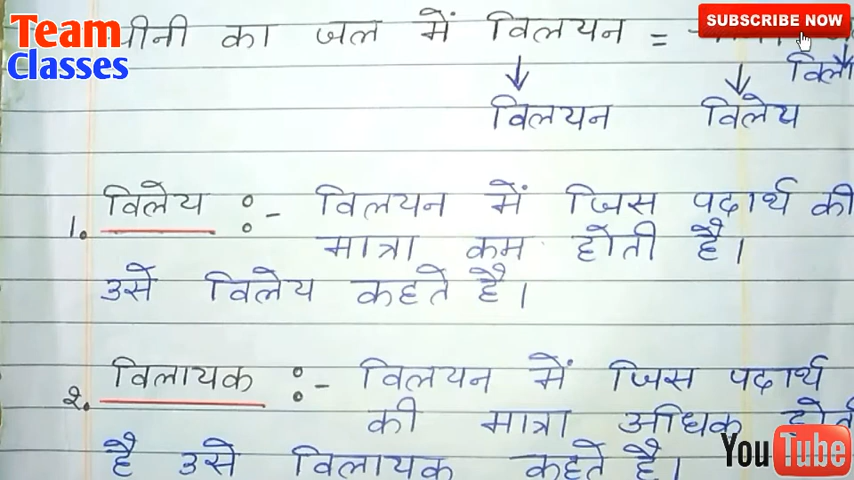 Team
Classes
SUBSCRIBE NOW
चीनी का जल में विलयन =
विलयन विलेय
1. विलेय :- विलयन में जिस पदार्थ की
मात्रा कम होती है।
उसे विलेय कहते है।
2. विलायक :- विलयन में जिस पदार्थ
की मात्रा अधिक होती
है उसे विलायक कहते है।
YouTube